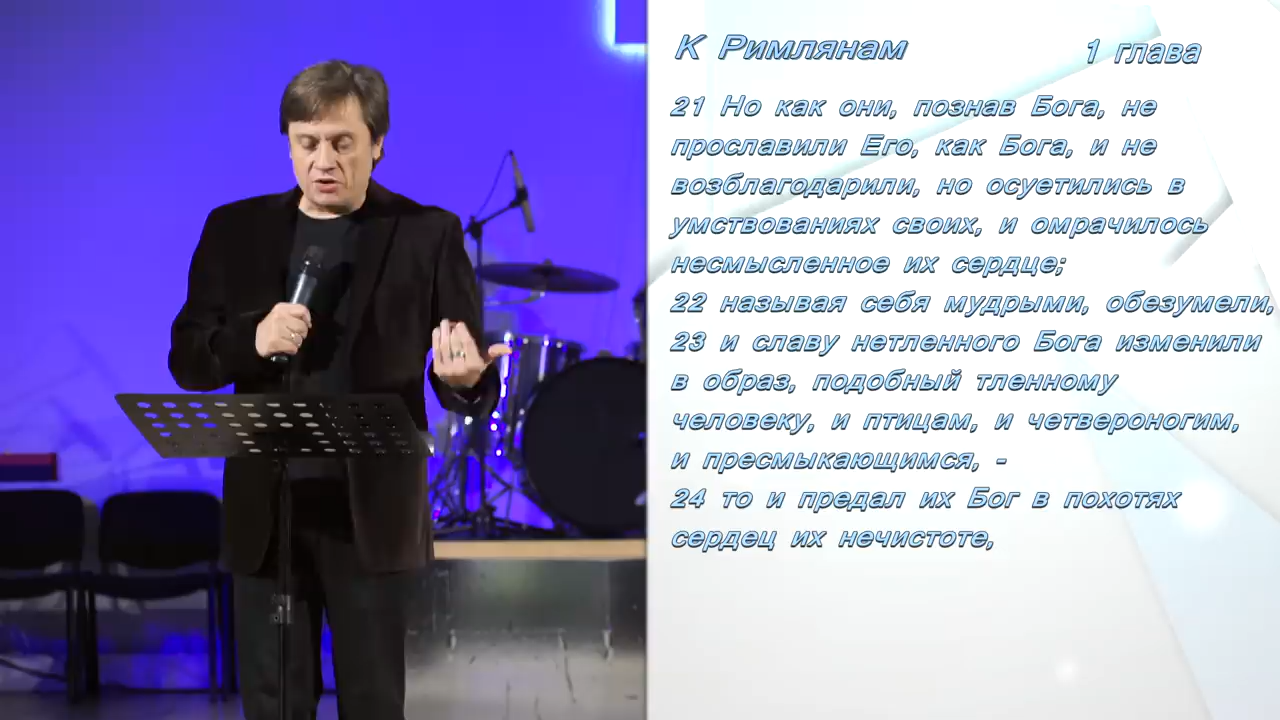 К Римлянам 1 глава
21 Но как они, познав Бога, не
прославили Его, как Бога, и не
возблагодарили, но осуетились в
умствованиях своих, и омрачилось
несмысленное их сердце;
22 называя себя мудрыми, обезумели,
23 и славу нетленного Бога изменили
в образ, подобный тленному
человеку, и птицам, и четвероногим,
и пресмыкающимся, -
24 то и предал их Бог в похотях
сердец их нечистоте,